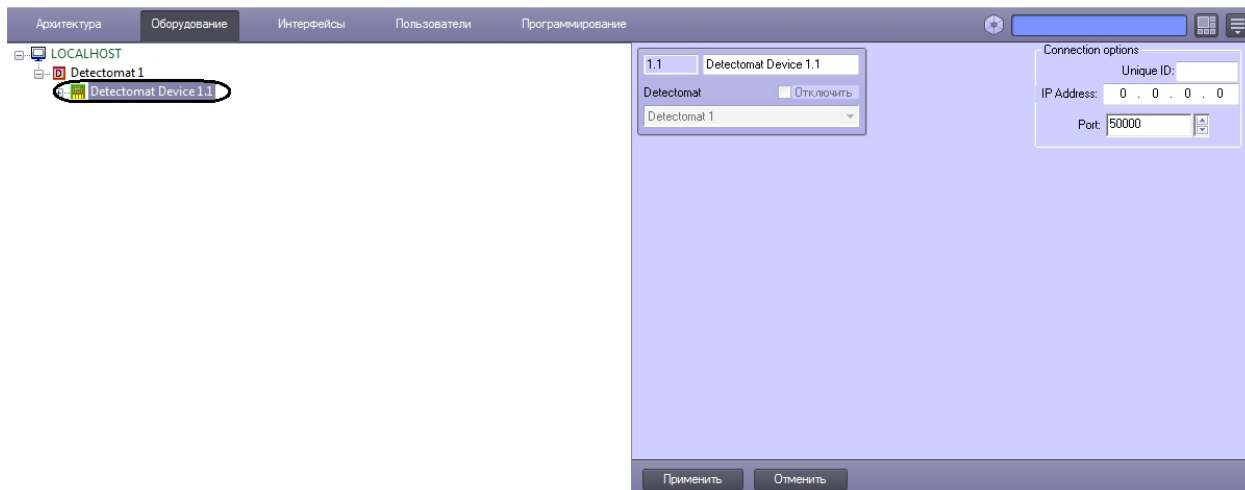 Архитектура Оборудование Интерфейсы Пользователи Программирование
LOCALHOST
Detectomat 1
Detectomat Device 1.1
1.1 Detectomat Device 1.1
Detectomat Отключить
Detectomat 1
Connection options
Unique ID:
IP Address: 0 . 0 . 0 . 0
Port: 50000
Применить Отменить